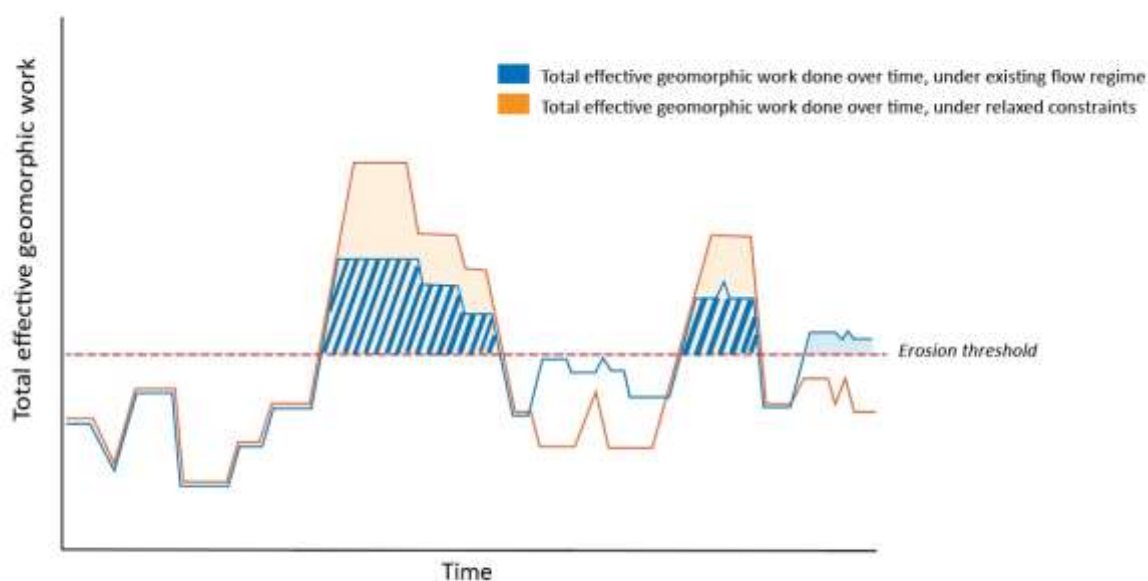 Total effective geomorphic work
Total effective geomorphic work done over time, under existing flow regime
Total effective geomorphic work done over time, under relaxed constraints
Erosion threshold
Time